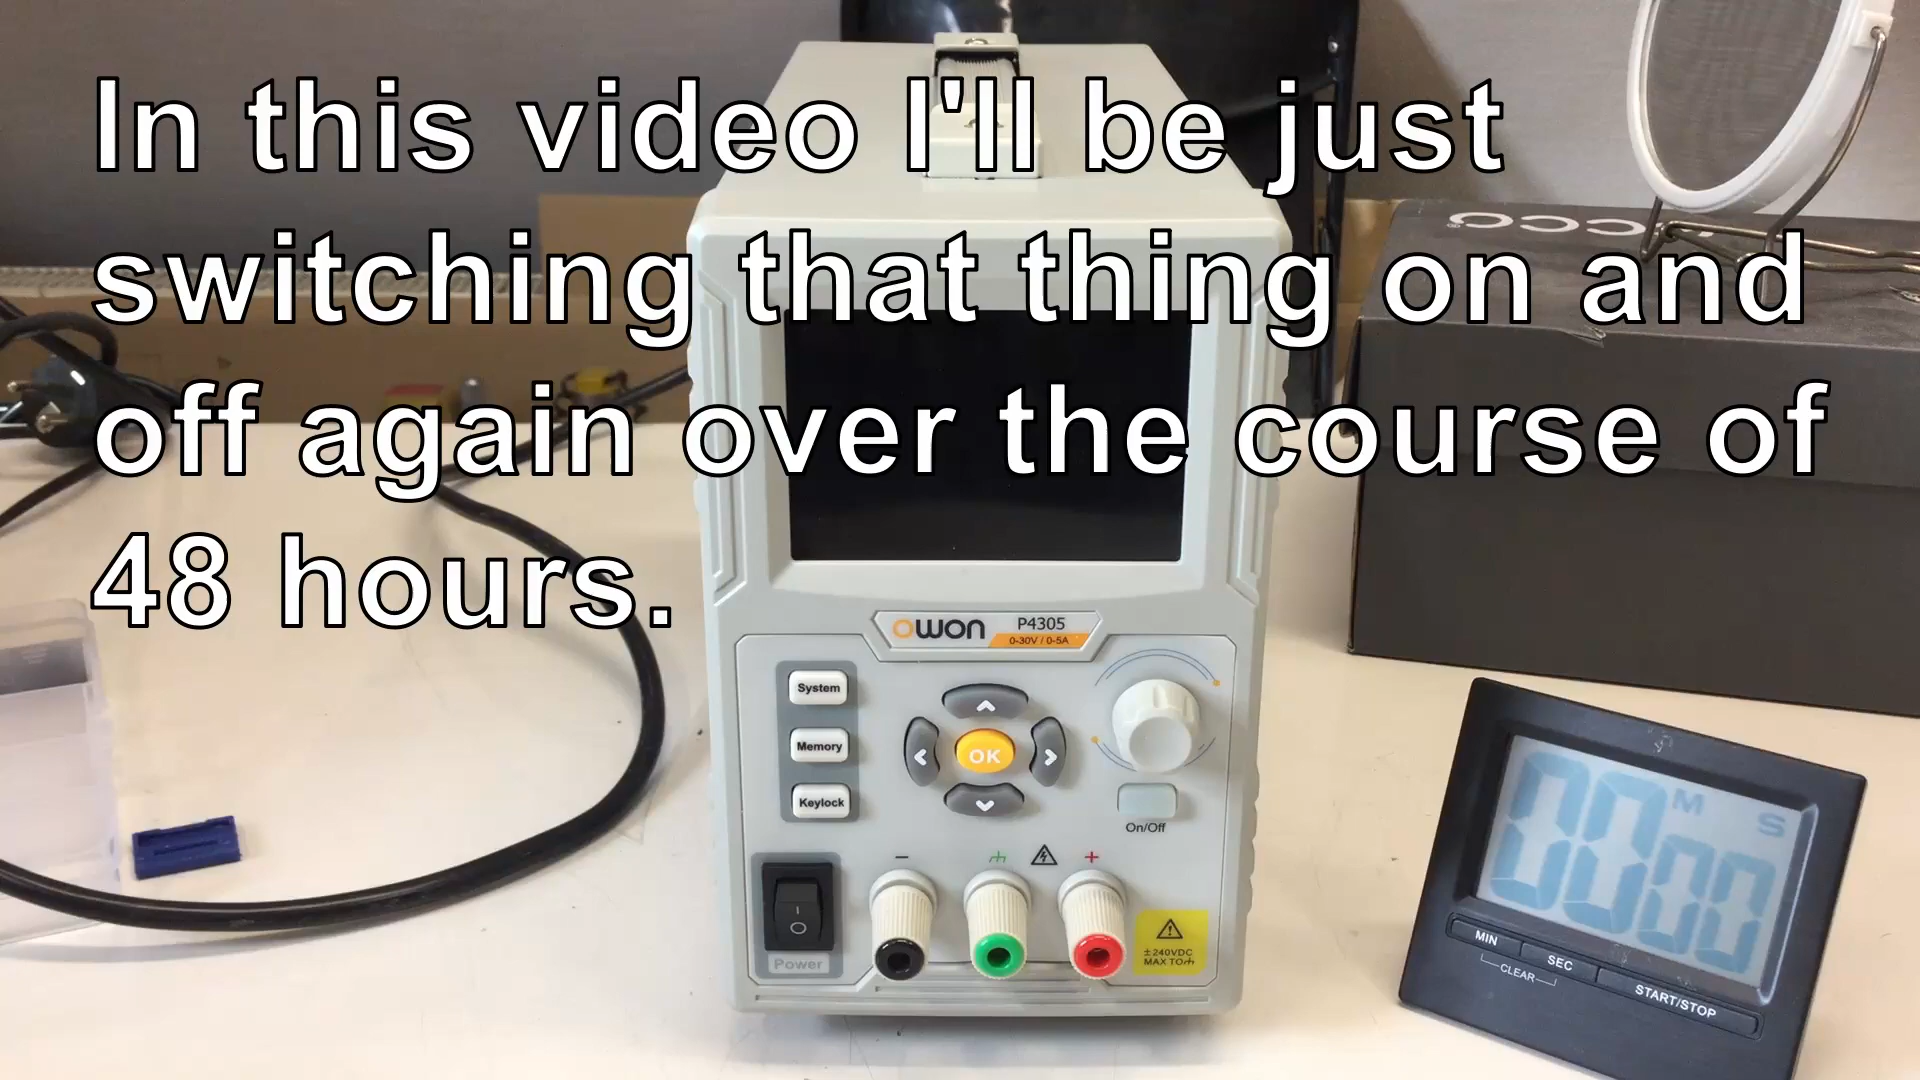 In this video I'll be just
switching that thing on and
off again over the course of
48 hours.
owon P4305
0-30V / 0-5A
System
Memory
Keylock
OK
On/Off
Power
±240VDC
MAX TO
00 M 00 S
MIN
SEC
CLEAR
START/STOP